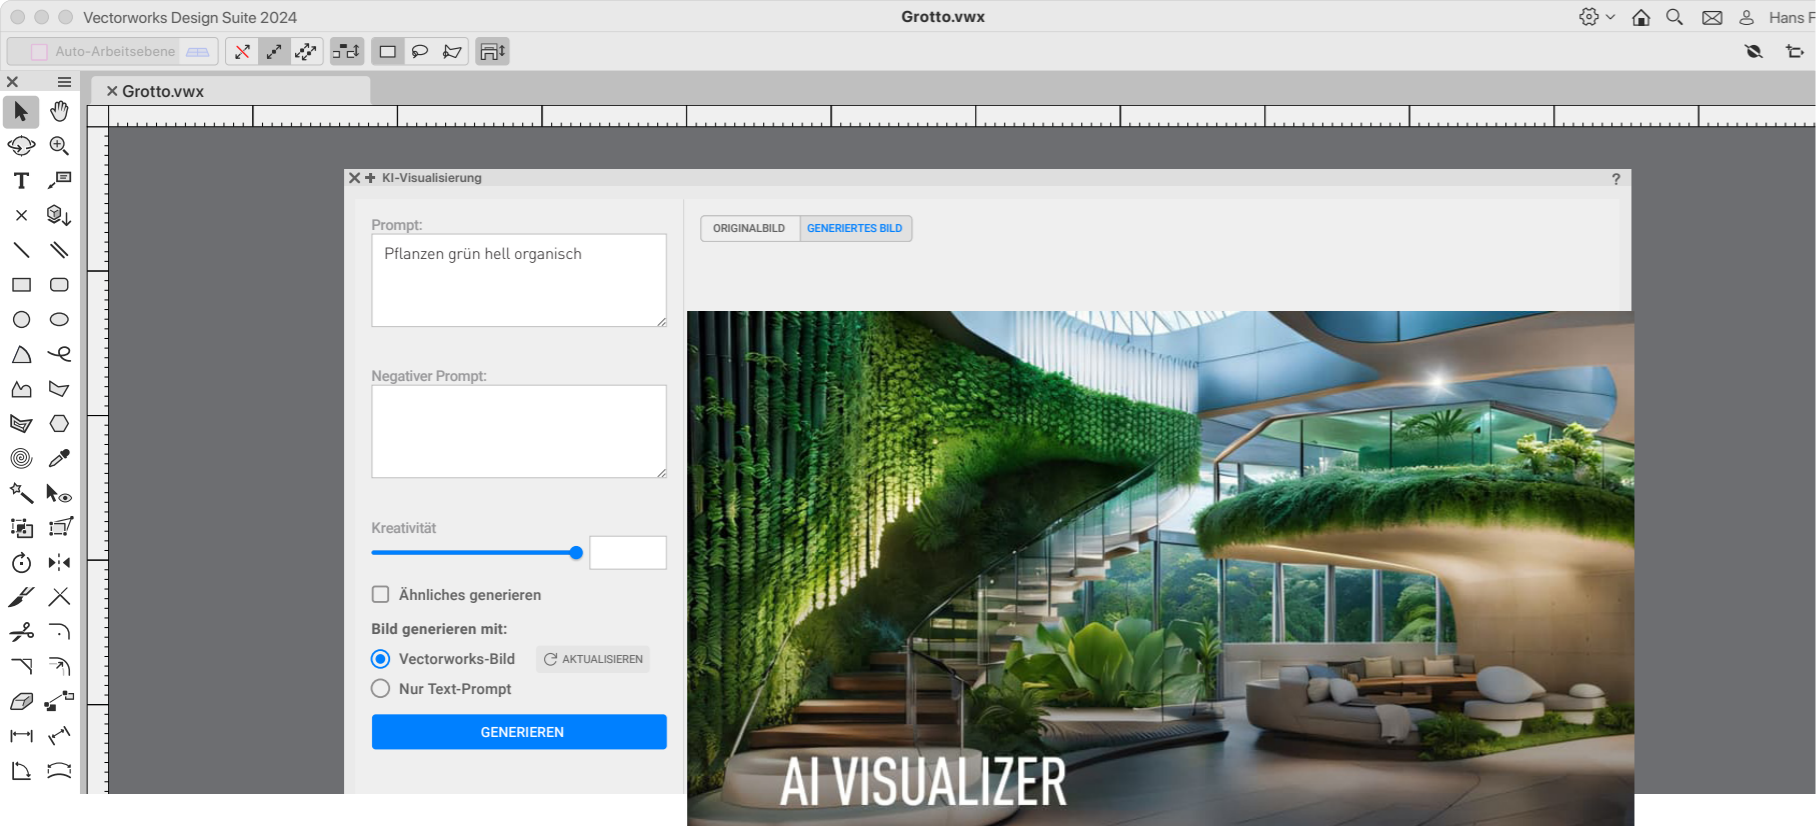 Vectorworks Design Suite 2024
Grotto.vwx
Hans F
Auto-Arbeitsebene
Grotto.vwx
KI-Visualisierung
?
Prompt:
Pflanzen grün hell organisch
ORIGINALBILD
GENERIERTES BILD
Negativer Prompt:
Kreativität
Ähnliches generieren
Bild generieren mit:
Vectorworks-Bild
AKTUALISIEREN
Nur Text-Prompt
GENERIEREN
AI VISUALIZER